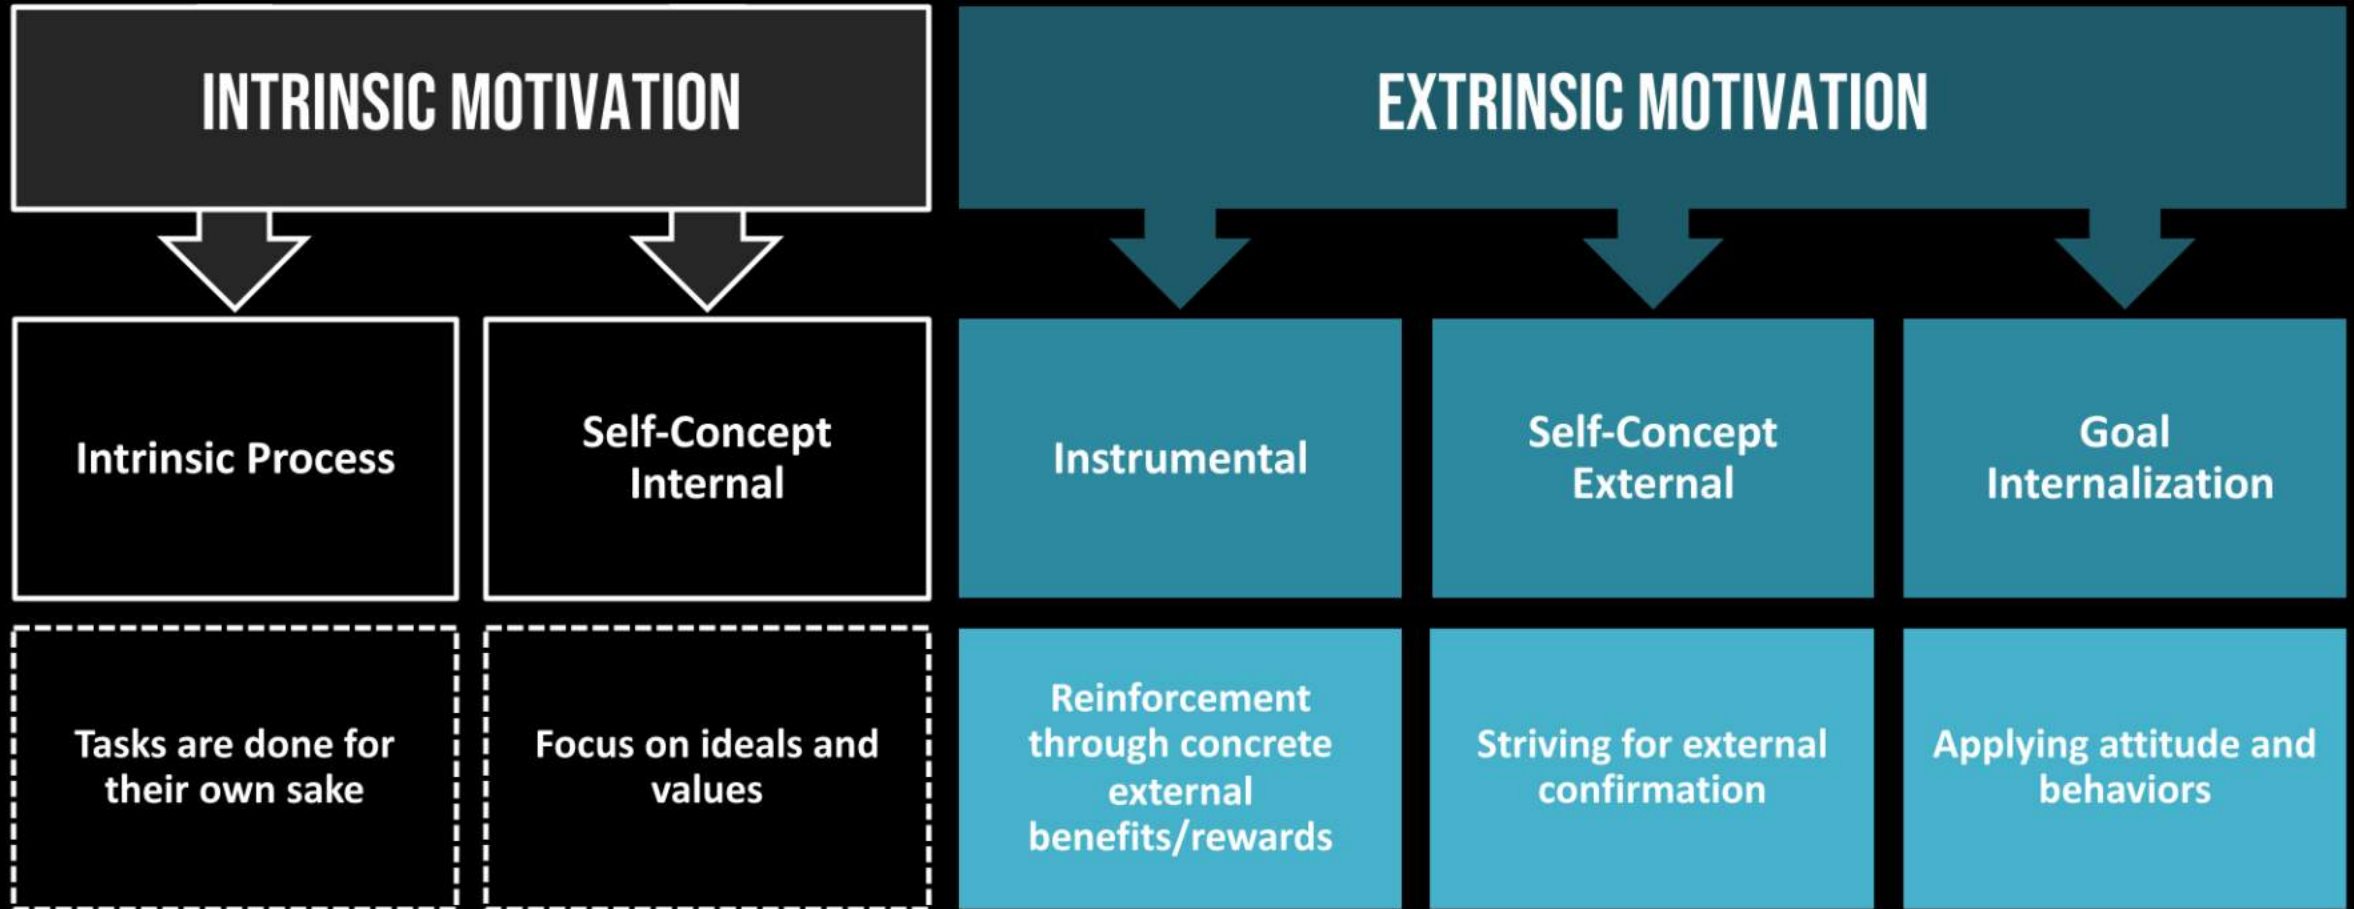 INTRINSIC MOTIVATION
EXTRINSIC MOTIVATION
Intrinsic Process
Self-Concept
Internal
Instrumental
Self-Concept
External
Goal
Internalization
Tasks are done for
their own sake
Focus on ideals and
values
Reinforcement
through concrete
external
benefits/rewards
Striving for external
confirmation
Applying attitude and
behaviors